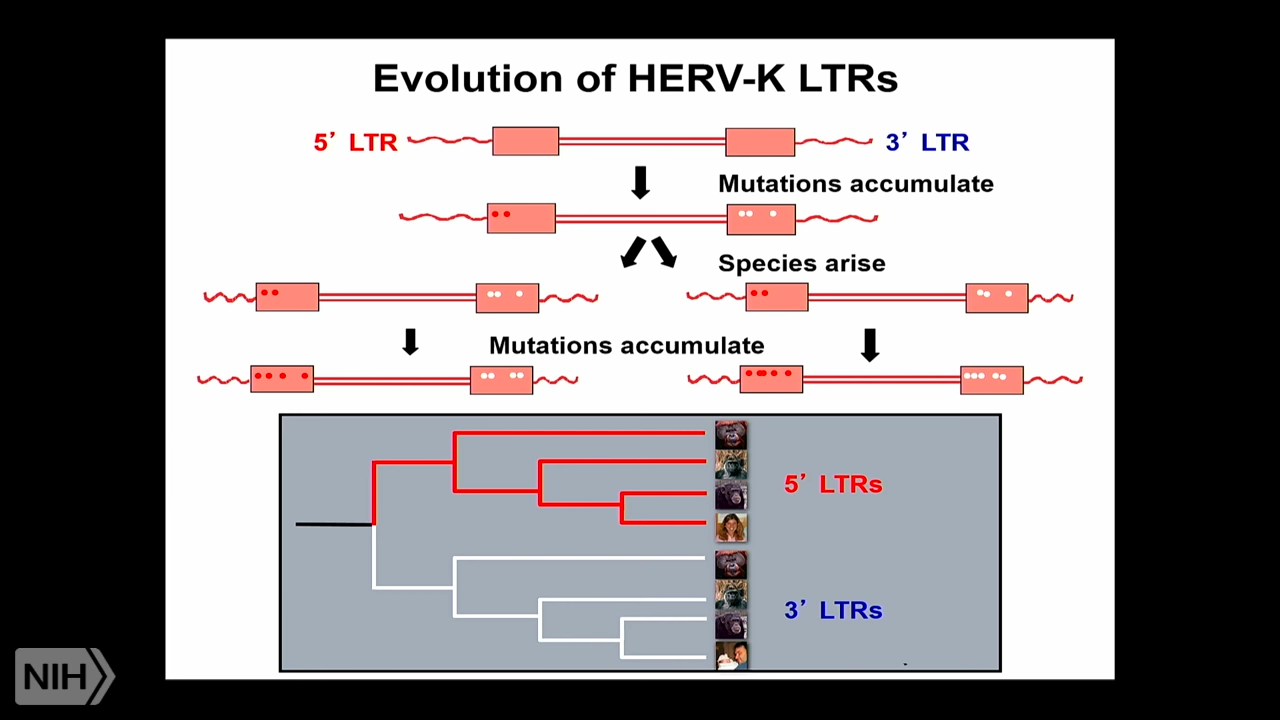 Evolution of HERV-K LTRs
5’ LTR
3’ LTR
Mutations accumulate
Species arise
Mutations accumulate
5’ LTRs
3’ LTRs
NIH